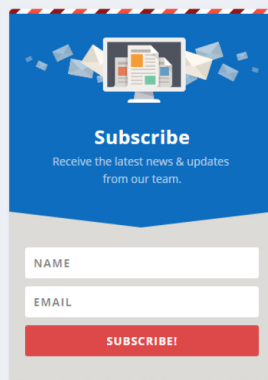 Subscribe
Receive the latest news & updates
from our team.
NAME
EMAIL
SUBSCRIBE!